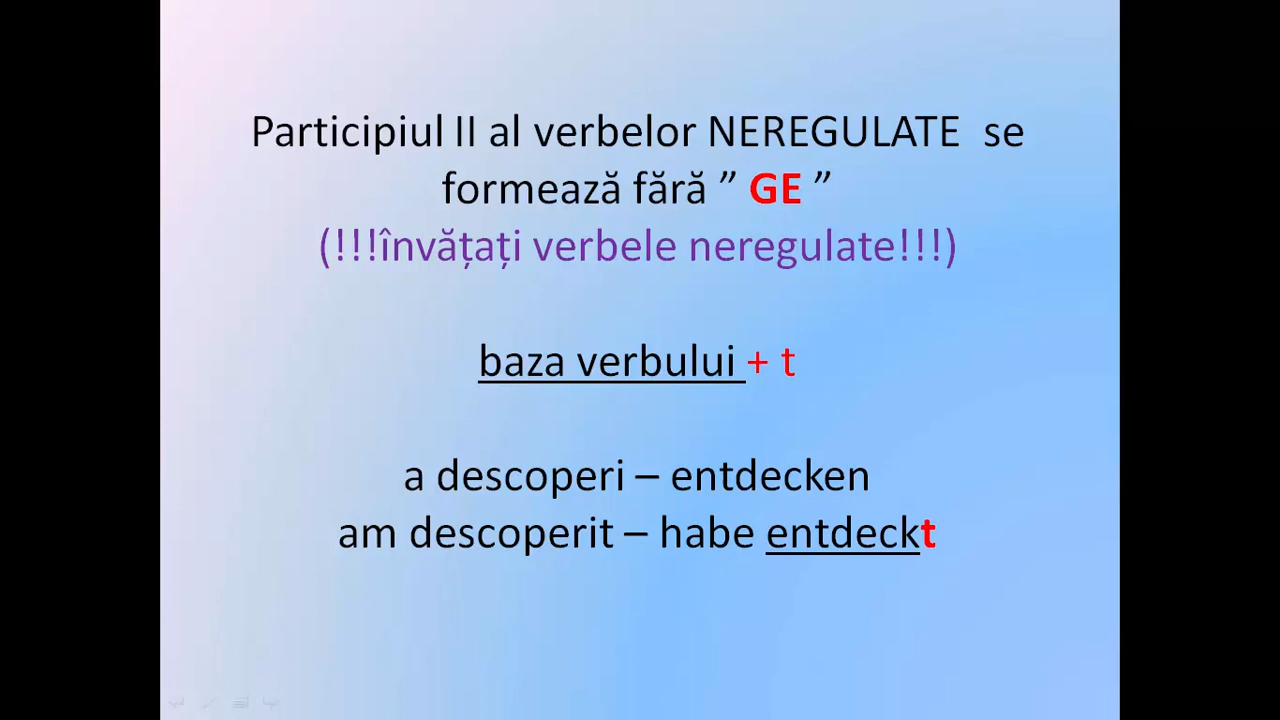 Participiul II al verbelor NEREGULATE  se
formează fără ” GE ”
(!!!învățați verbele neregulate!!!)
baza verbului + t
a descoperi – entdecken
am descoperit – habe entdeckt